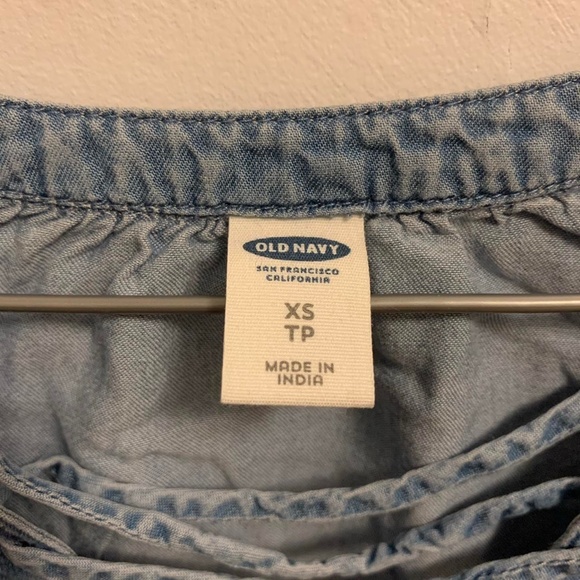 OLD NAVY
SAN FRANCISCO
CALIFORNIA
XS
TP
MADE IN
INDIA